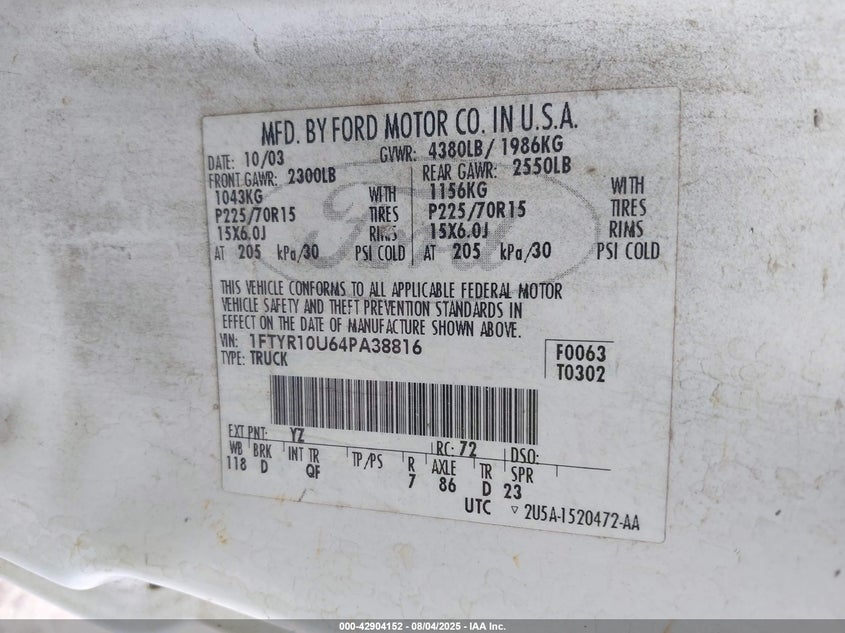 MFD. BY FORD MOTOR CO. IN U.S.A.
DATE: 10/03 GVWR: 4380LB/ 1986KG
FRONT GAWR: 2300LB REAR GAWR: 2550LB
1043KG WITH 1156KG WITH
P225/70R15 TIRES P225/70R15 TIRES
15X6.0J RIMS 15X6.0J RIMS
AT 205 kPa/30 PSI COLD AT 205 kPa/30 PSI COLD
Ford
THIS VEHICLE CONFORMS TO ALL APPLICABLE FEDERAL MOTOR
VEHICLE SAFETY AND THEFT PREVENTION STANDARDS IN
EFFECT ON THE DATE OF MANUFACTURE SHOWN ABOVE.
VIN: 1FTYR10U64PA38816 F0063
TYPE: TRUCK T0302
EXT PNT: YZ RC: 72 DSO:
WB BRK INT TR TP/PS R AXLE TR SPR
118 D QF 7 86 D 23
UTC ▽ 2U5A-1520472-AA
000-42904152 - 08/04/2025 - IAA Inc.